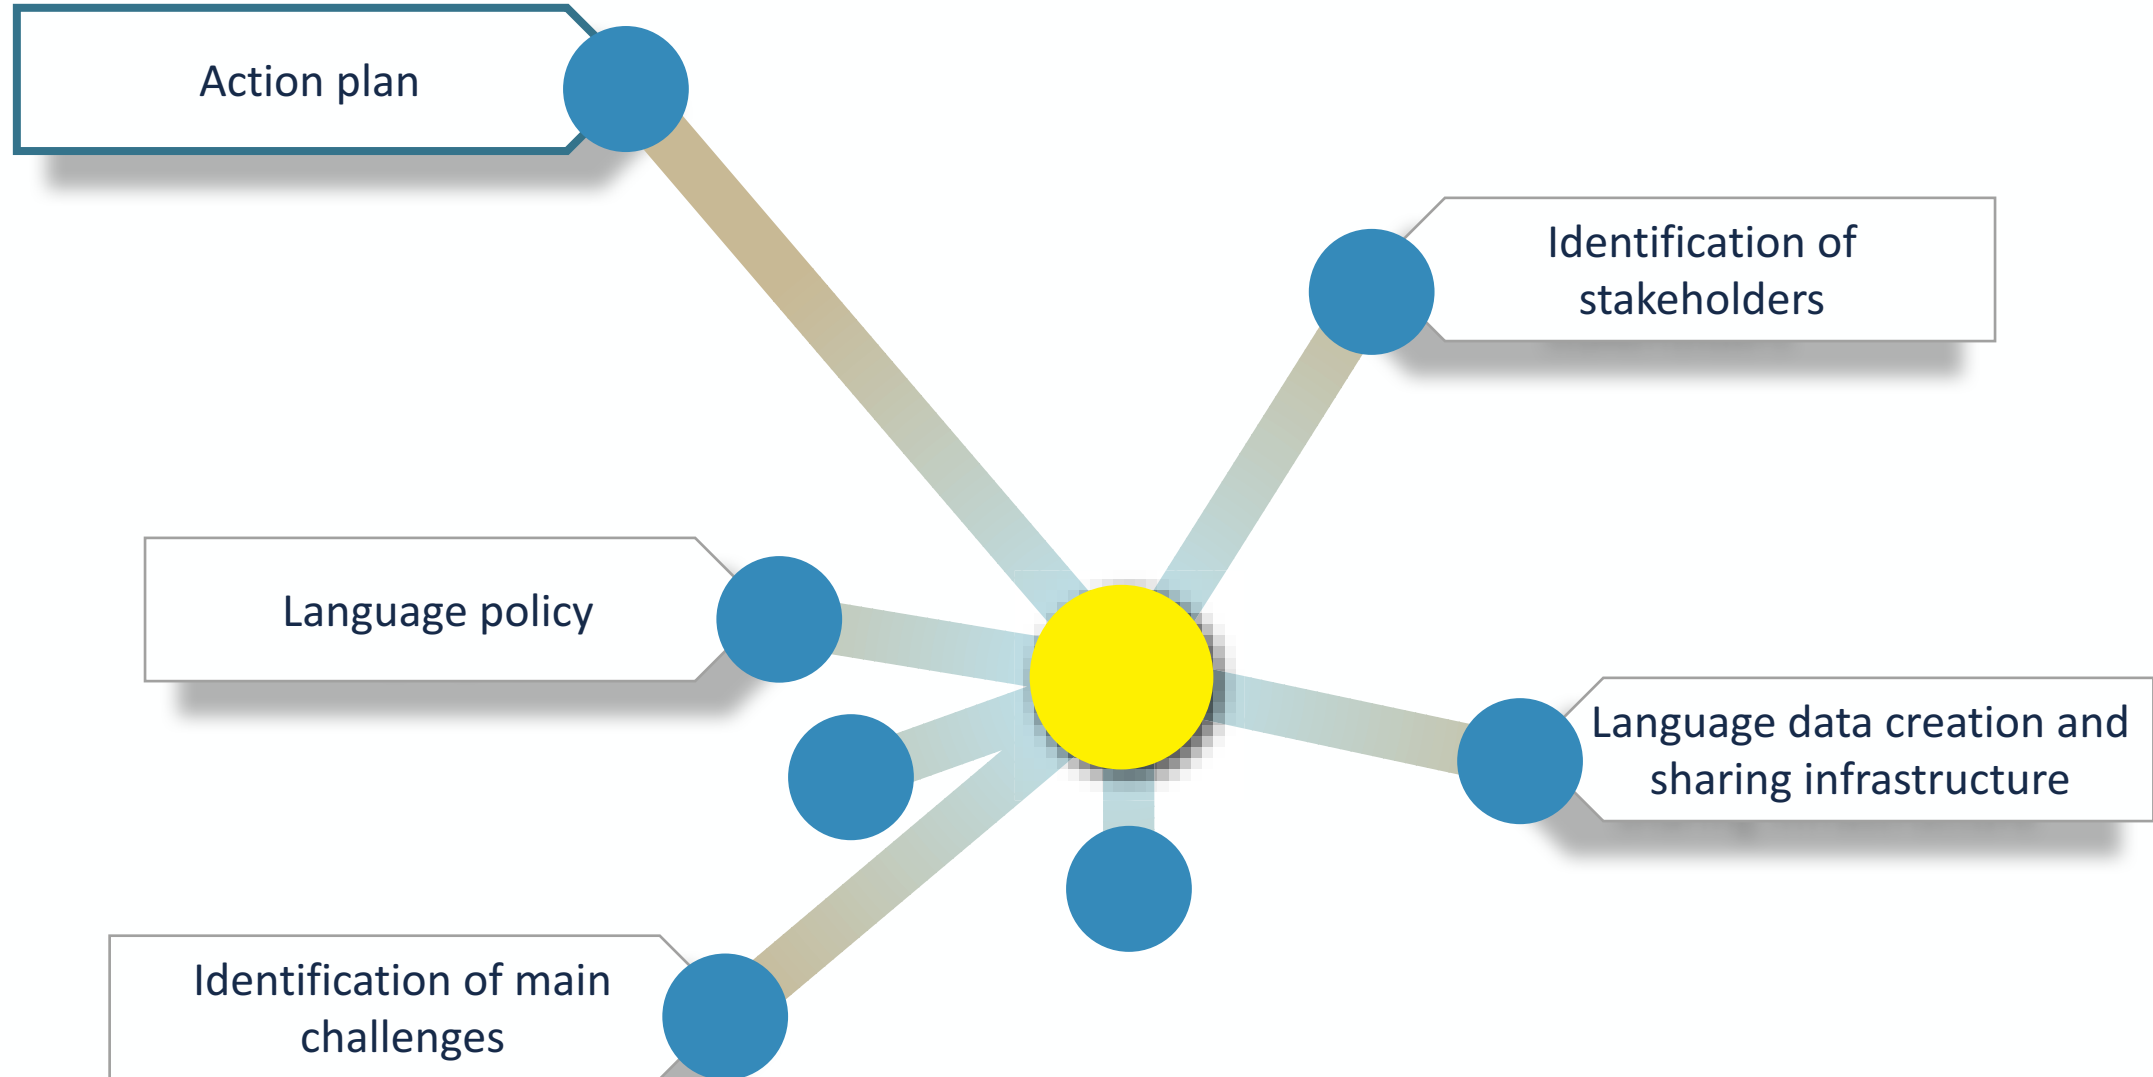 Action plan
Identification of
stakeholders
Language policy
Language data creation and
sharing infrastructure
Identification of main
challenges